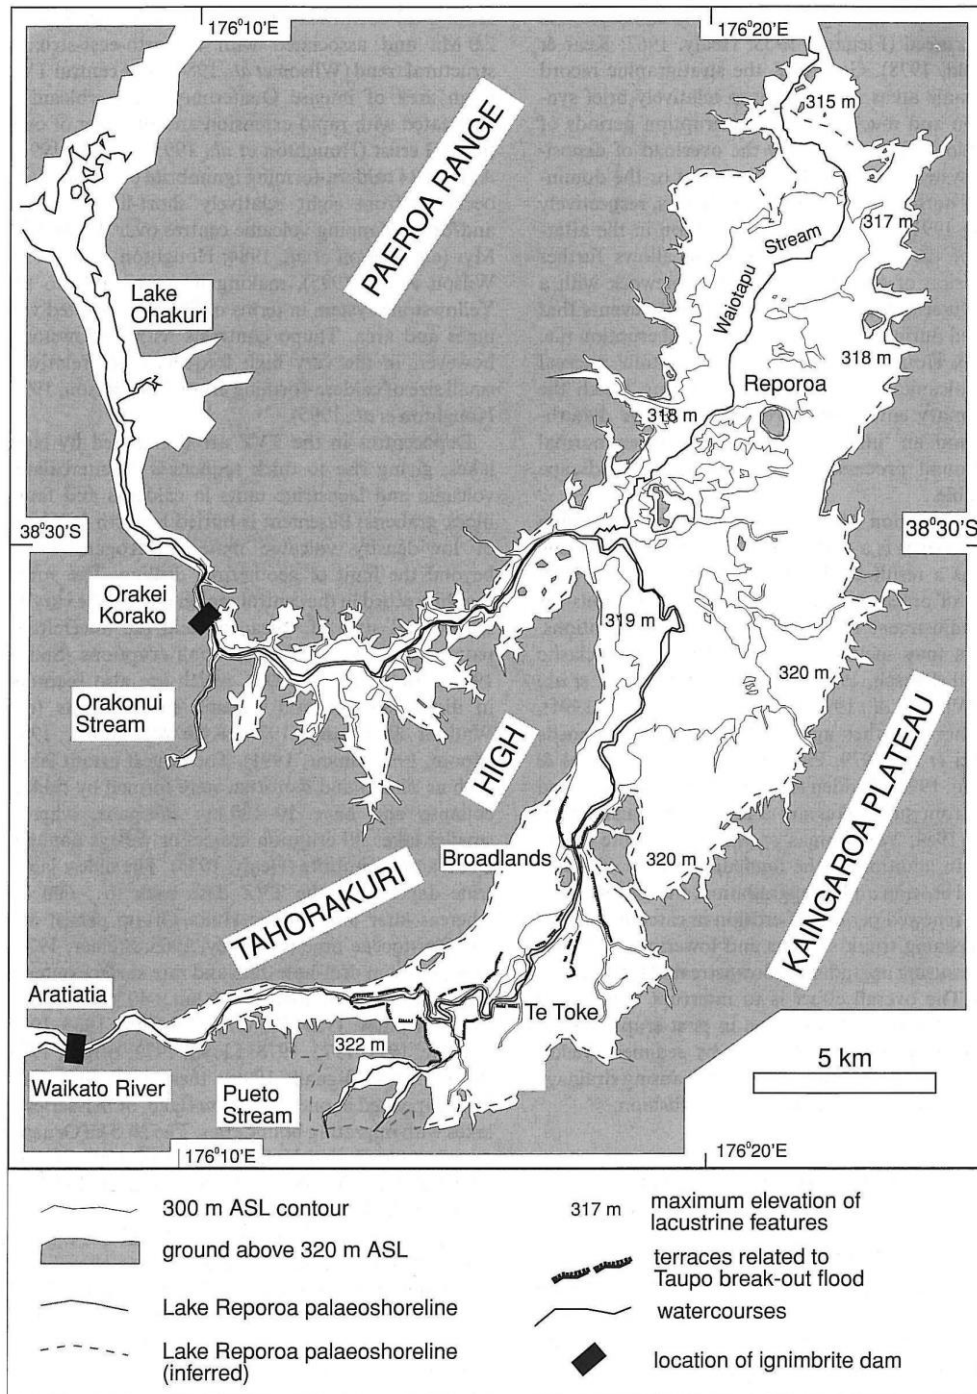 176°10'E
176°20'E
315 m
PAEROA RANGE
317 m
Waiotapu Stream
Lake
Ohakuri
318 m
Reporoa
318 m
38°30'S
38°30'S
Orakei
Korako
319 m
320 m
Orakonui
Stream
HIGH
KAINGAROA PLATEAU
Broadlands
320 m
TAHORAKURI
Aratiatia
Te Toke
322 m
5 km
Waikato River
Pueto
Stream
176°10'E
176°20'E
300 m ASL contour
ground above 320 m ASL
Lake Reporoa palaeoshoreline
Lake Reporoa palaeoshoreline
(inferred)
317 m
maximum elevation of
lacustrine features
terraces related to
Taupo break-out flood
watercourses
location of ignimbrite dam